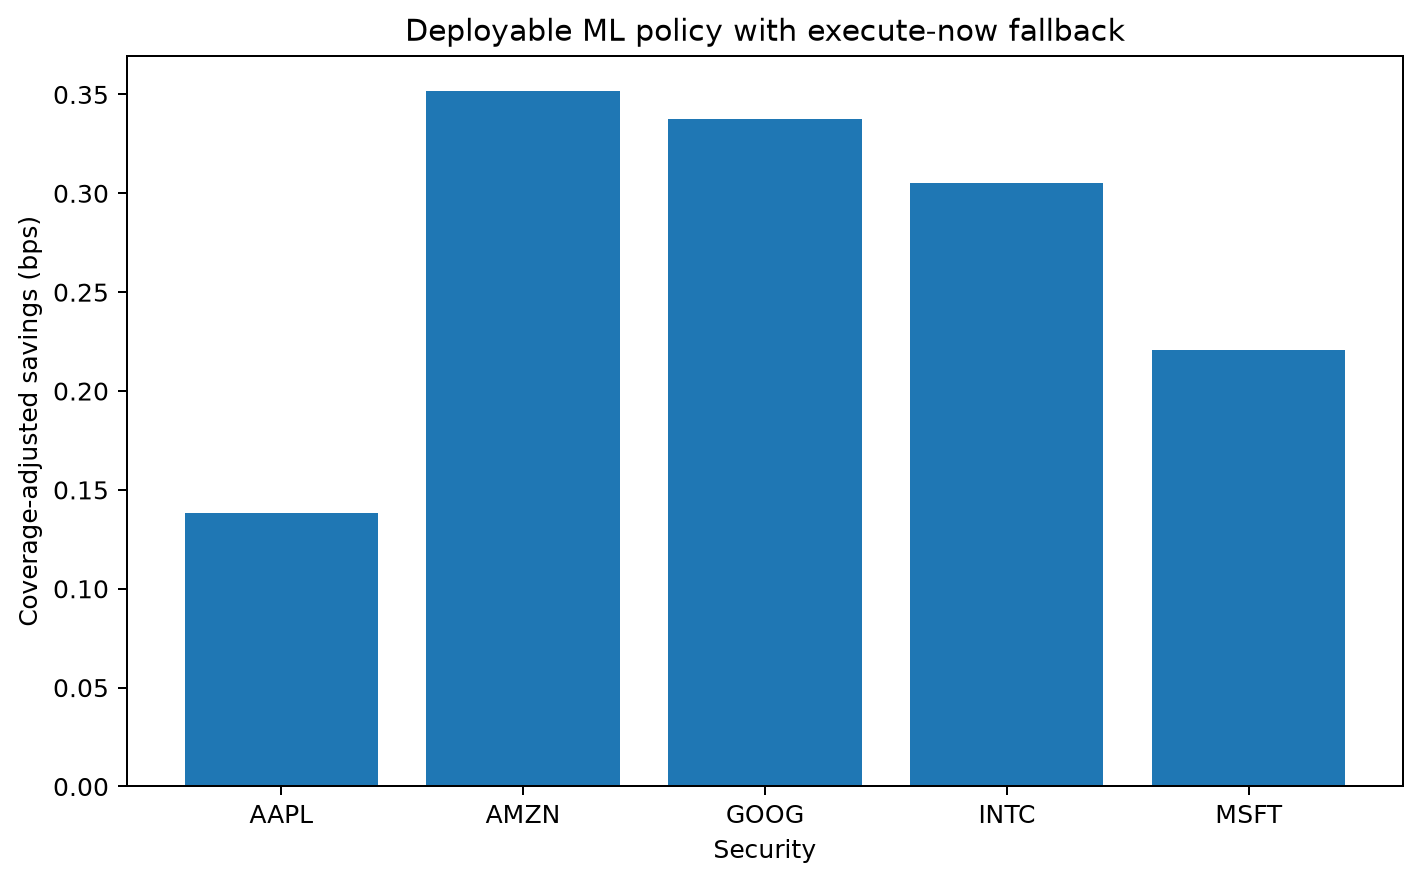 Deployable ML policy with execute-now fallback
Coverage-adjusted savings (bps)
0.35
0.30
0.25
0.20
0.15
0.10
0.05
0.00
AAPL AMZN GOOG INTC MSFT
Security